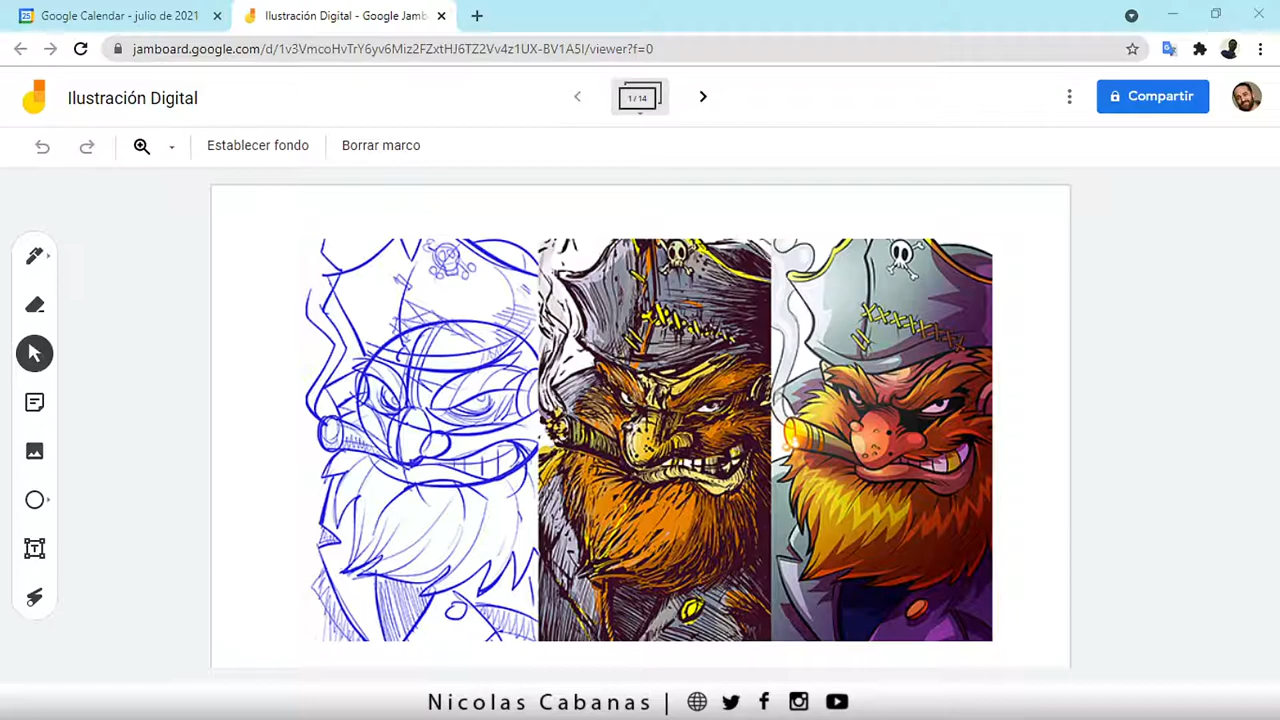 Google Calendar - julio de 2021
Ilustración Digital - Google Jamb
jamboard.google.com/d/1v3VmcoHvTrY6yv6Miz2FZxtHJ6TZ2Vv4z1UX-BV1A5I/viewer?f=0
Ilustración Digital
1 / 14
Compartir
Establecer fondo
Borrar marco
Nicolas Cabanas |